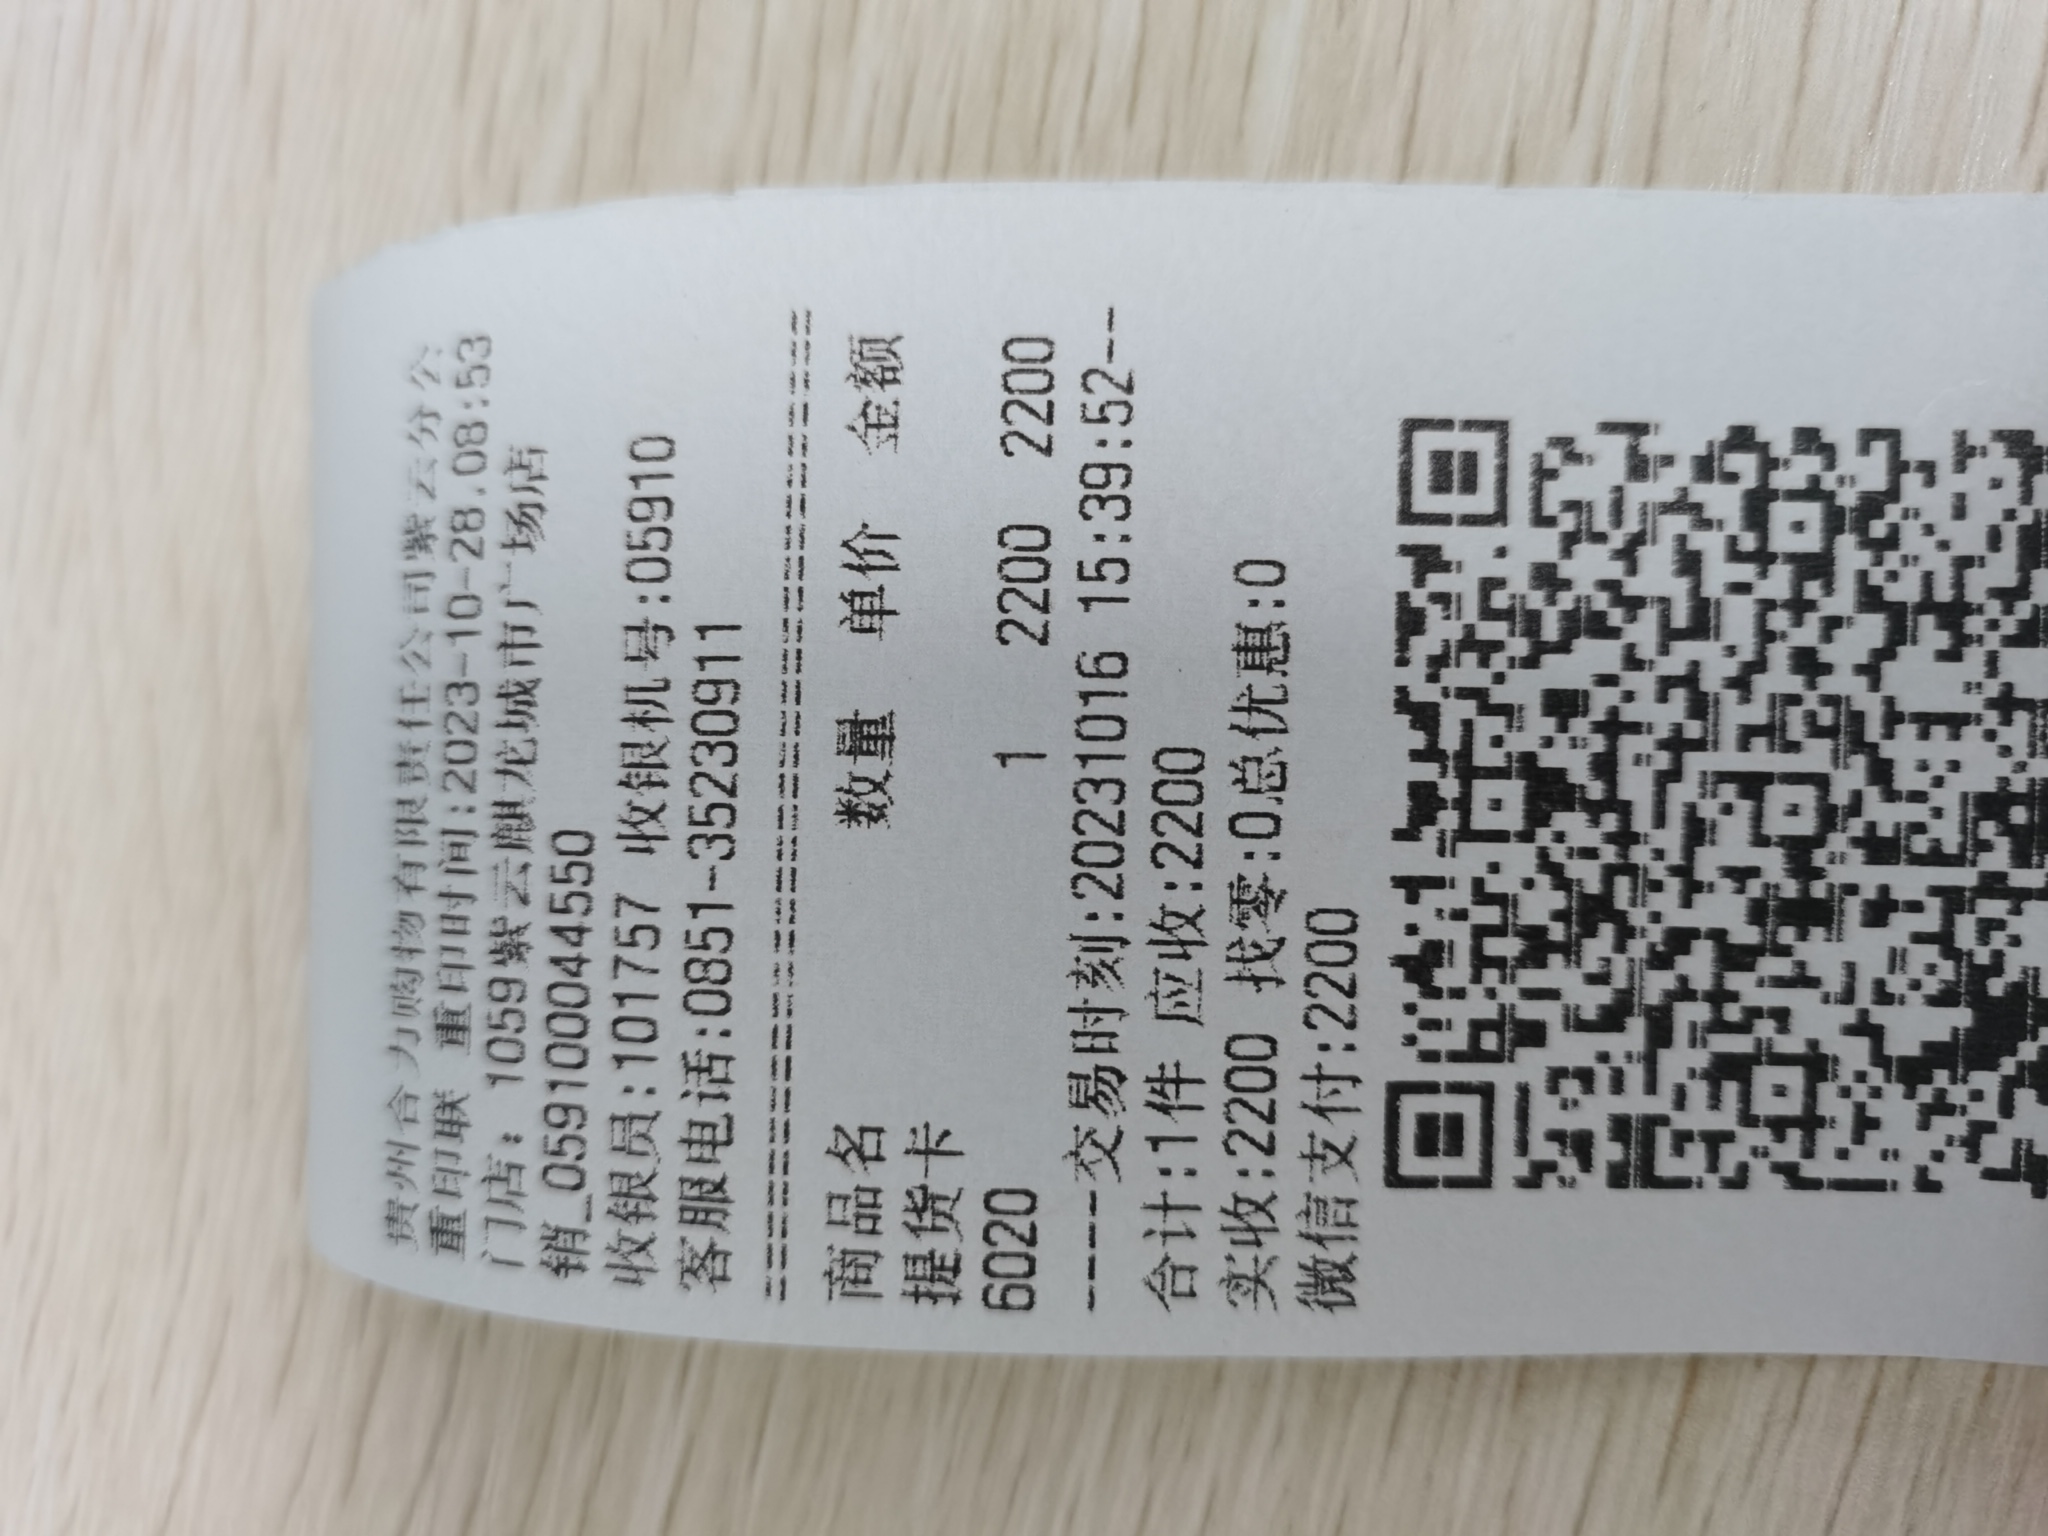 贵州合力购物有限责任公司紫云分公
重印联 重印时间:2023-10-28.08:53
门店: 1059紫云麒龙城市广场店
销_059100044550
收银员:101757 收银机号:05910
客服电话:0851-35230911
商品名 数量 单价 金额
提货卡
6020 1 2200 2200
-----交易时刻:20231016 15:39:52--
合计:1件 应收:2200
实收:2200 找零:0总优惠:0
微信支付:2200